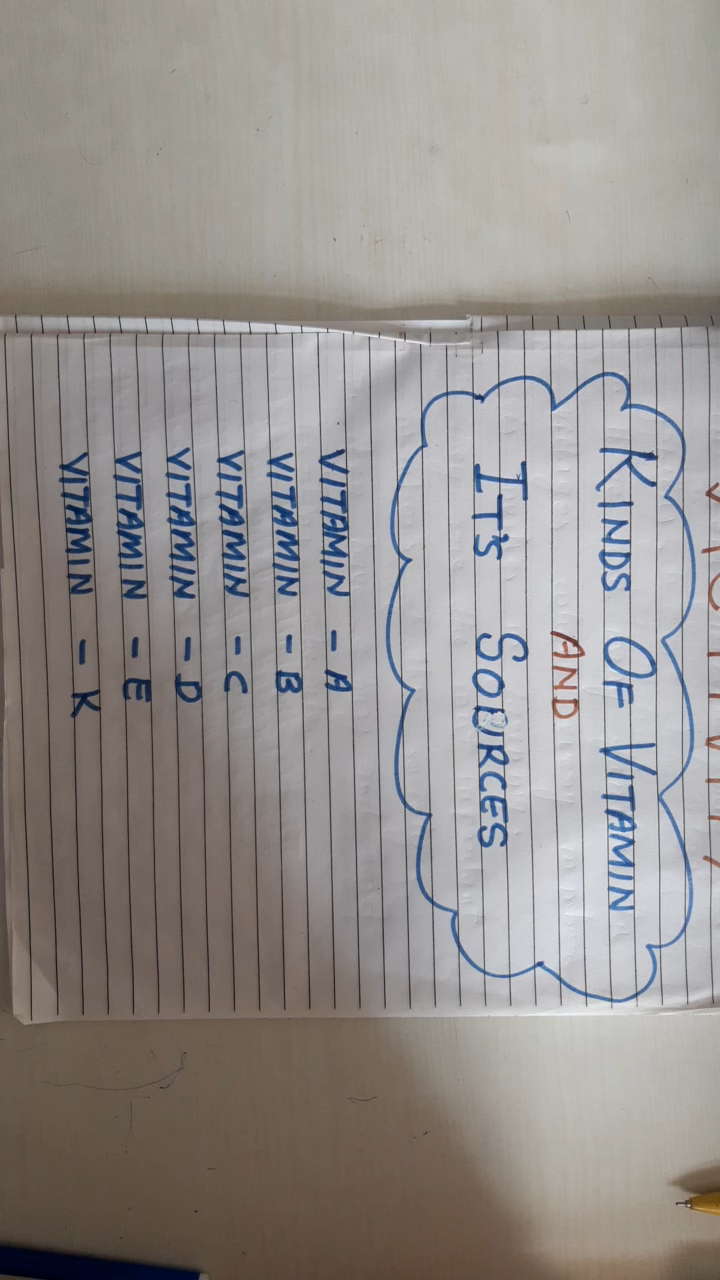 KINDS OF VITAMIN
AND
IT's SOURCES
VITAMIN - A
VITAMIN - B
VITAMIN - C
VITAMIN - D
VITAMIN - E
VITAMIN - K